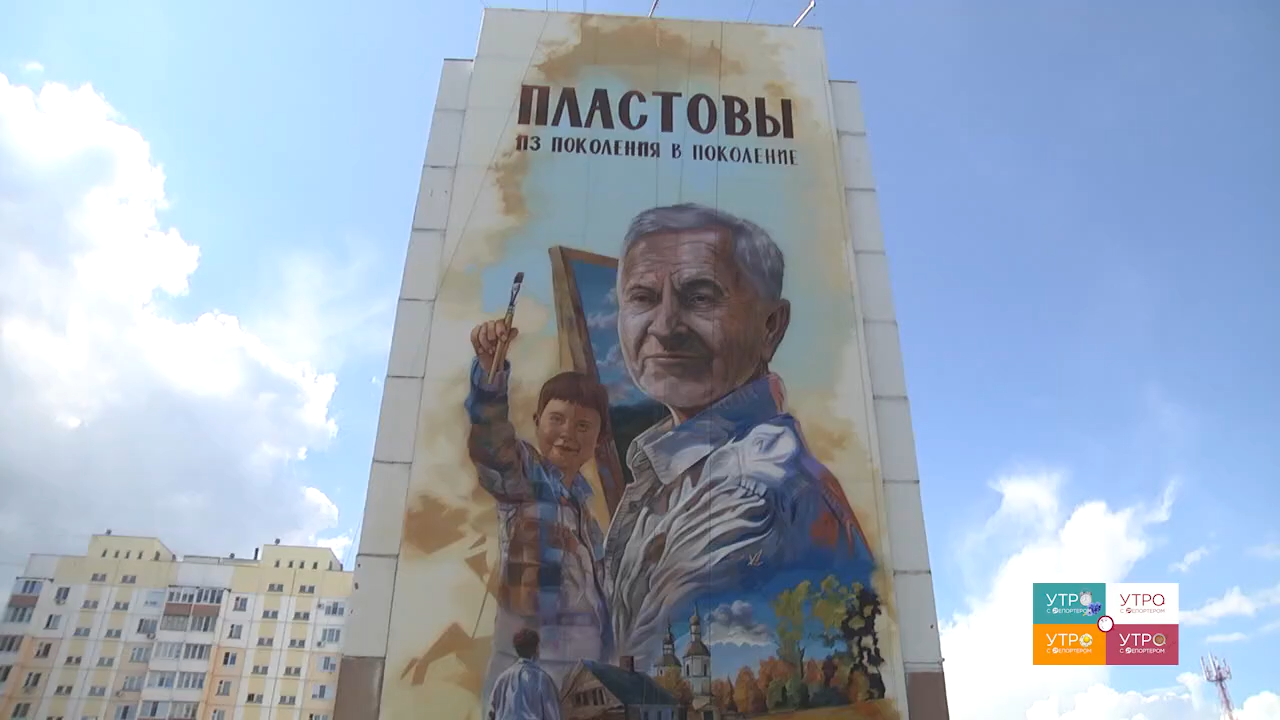 ПЛАСТОВЫ
ИЗ ПОКОЛЕНИЯ В ПОКОЛЕНИЕ
УТРО
С РЕПОРТЕРОМ
УТРО
С РЕПОРТЕРОМ
УТРО
С РЕПОРТЕРОМ
УТРО
С РЕПОРТЕРОМ